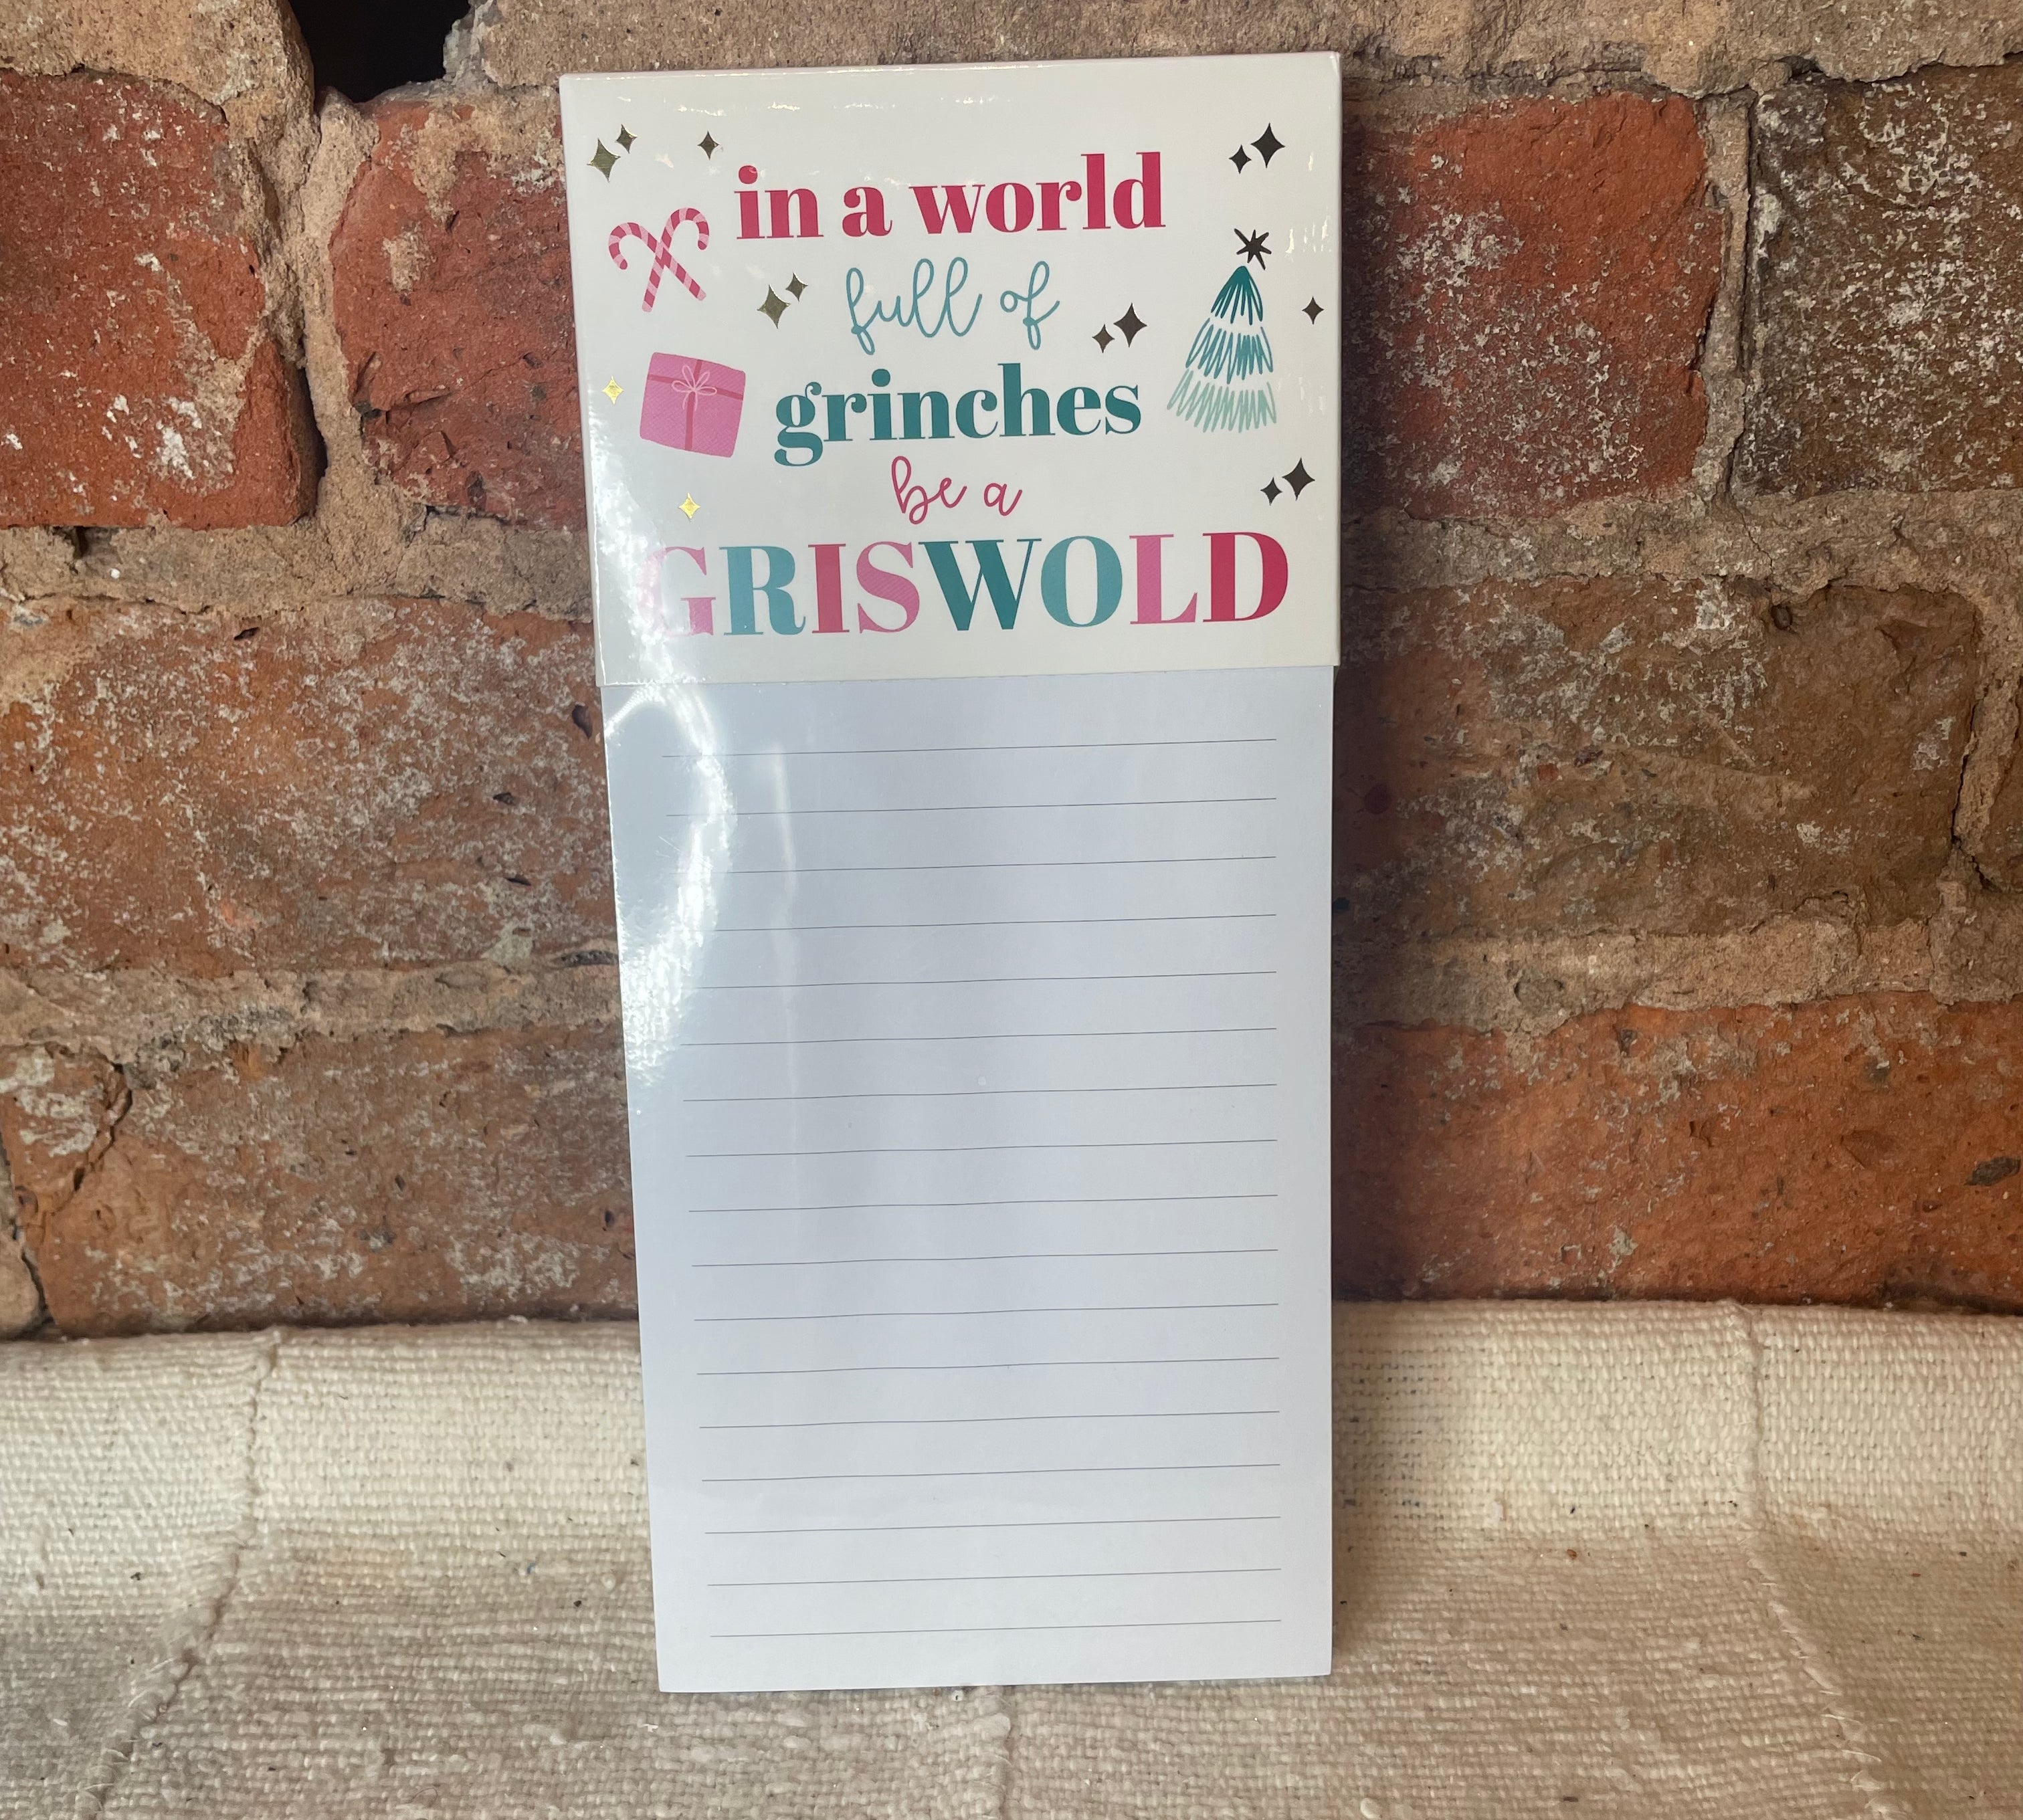 in a world
full of
grinches
be a
GRISWOLD